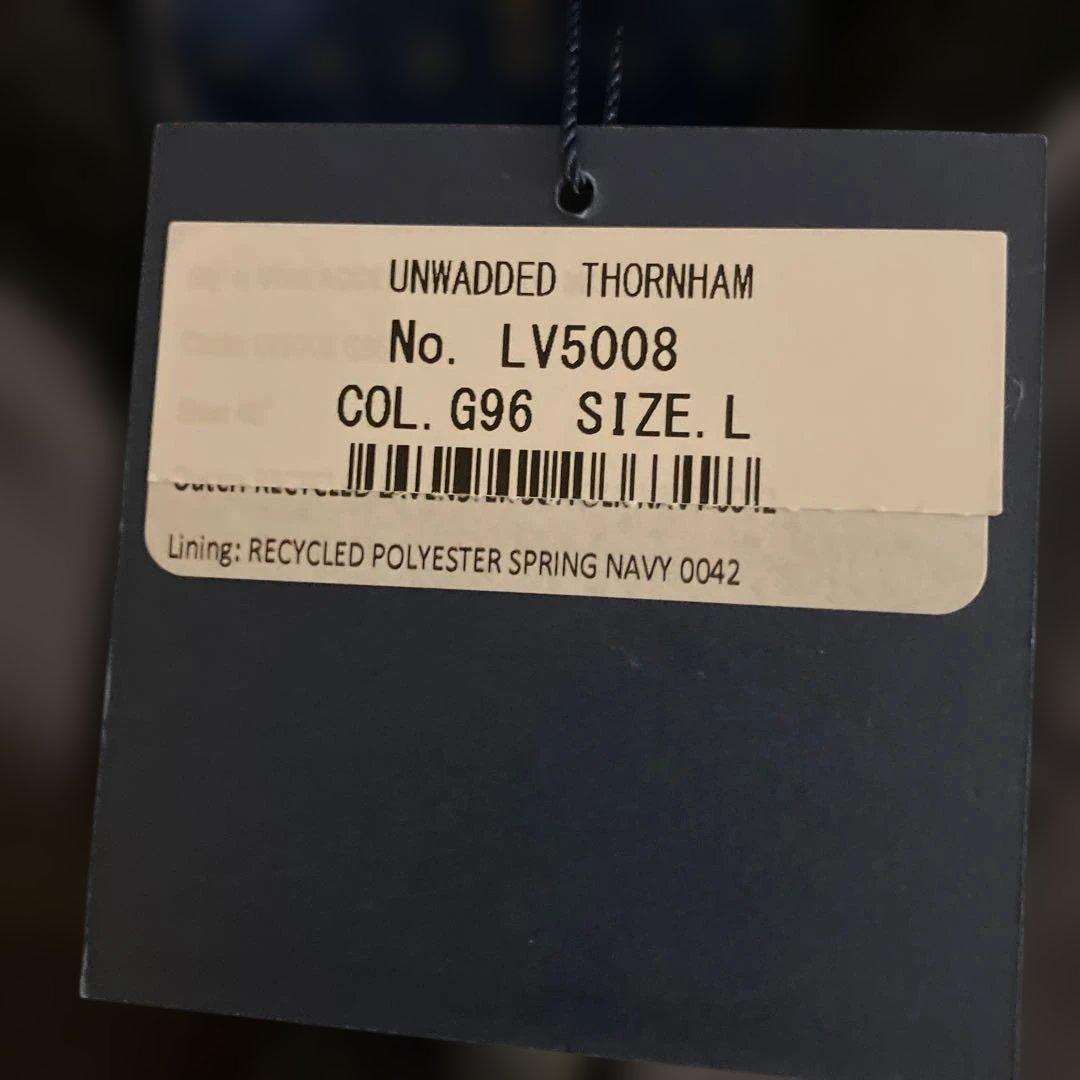 UNWADDED THORNHAM
No. LV5008
COL. G96 SIZE. L
Lining: RECYCLED POLYESTER SPRING NAVY 0042